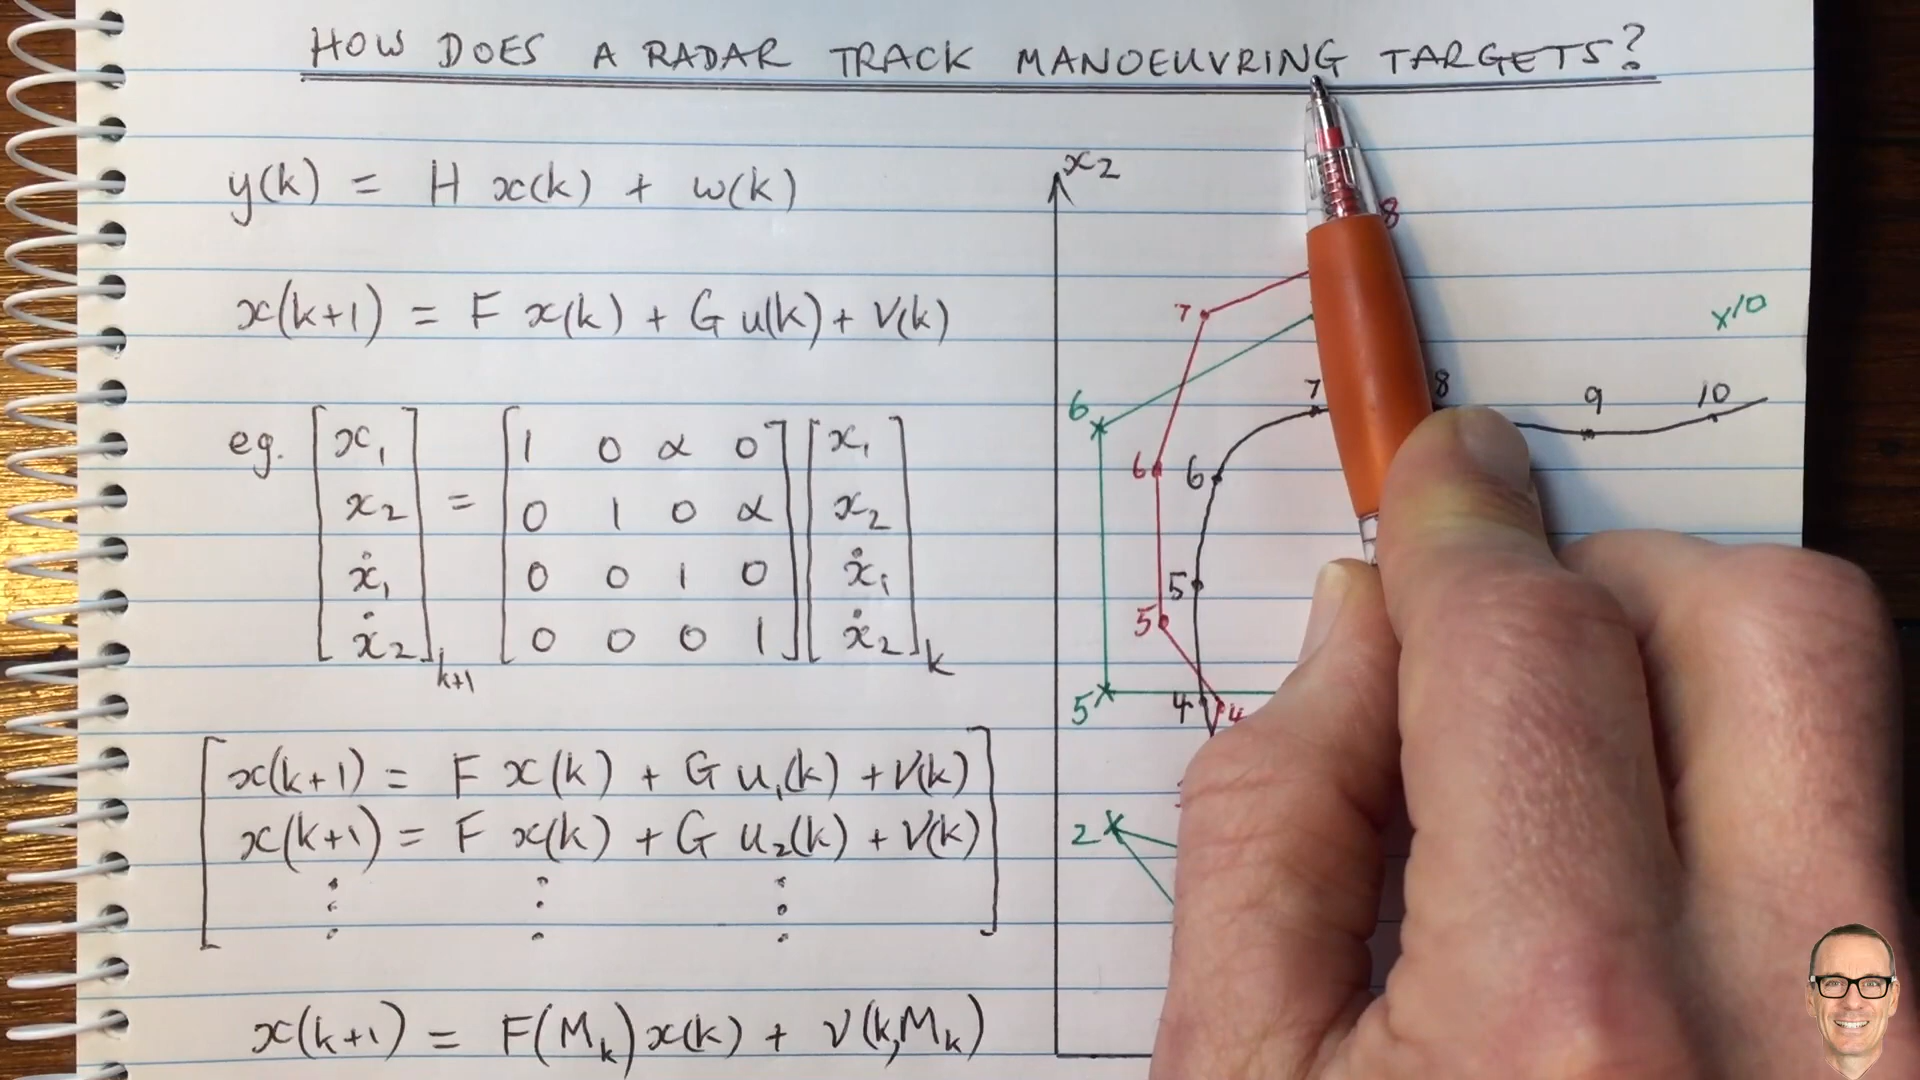 HOW DOES A RADAR TRACK MANOEUVRING TARGETS?
y(k) = H x(k) + w(k)
x(k+1) = F x(k) + G u(k) + v(k)
eg. [x₁ x₂ ẋ₁ ẋ₂]k+1 = [1 0 α 0
0 1 0 α
0 0 1 0
0 0 0 1] [x₁ x₂ ẋ₁ ẋ₂]k
x(k+1) = F x(k) + G u₁(k) + v(k)
x(k+1) = F x(k) + G u₂(k) + v(k)
⋮ ⋮ ⋮
x(k+1) = F(Mk) x(k) + v(k,Mk)
x₂
8
7
x10
6
7
8
9
10
6
6
5
5
5
4
4
2